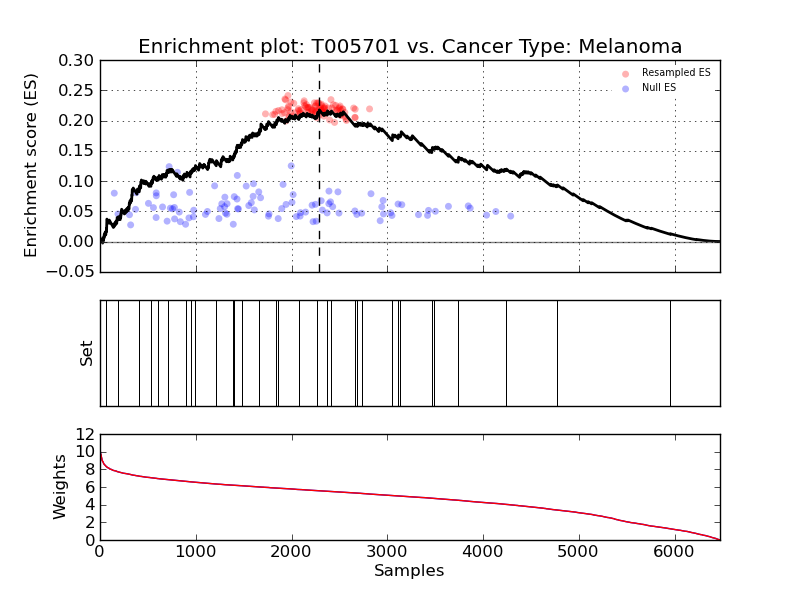 Enrichment plot: T005701 vs. Cancer Type: Melanoma
Enrichment score (ES)
0.30
0.25
0.20
0.15
0.10
0.05
0.00
−0.05
Resampled ES
Null ES
Set
Weights
12
10
8
6
4
2
0
0 1000 2000 3000 4000 5000 6000
Samples